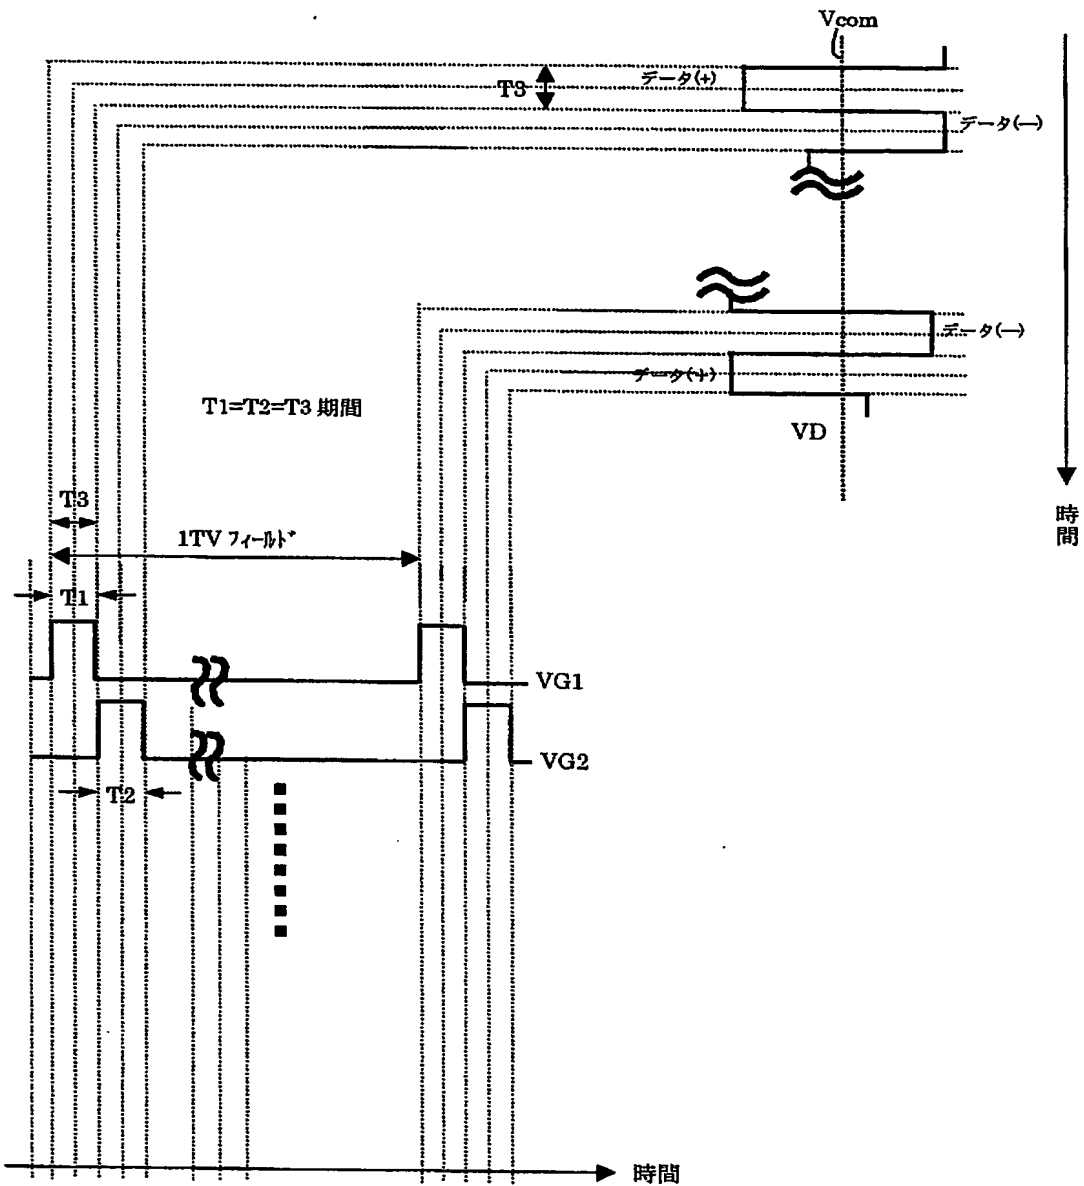 Vcom
データ(+)
T3
データ(—)
データ(—)
データ(+)
T1=T2=T3 期間
VD
T3
時間
1TV フィールド
T1
VG1
VG2
T2
時間